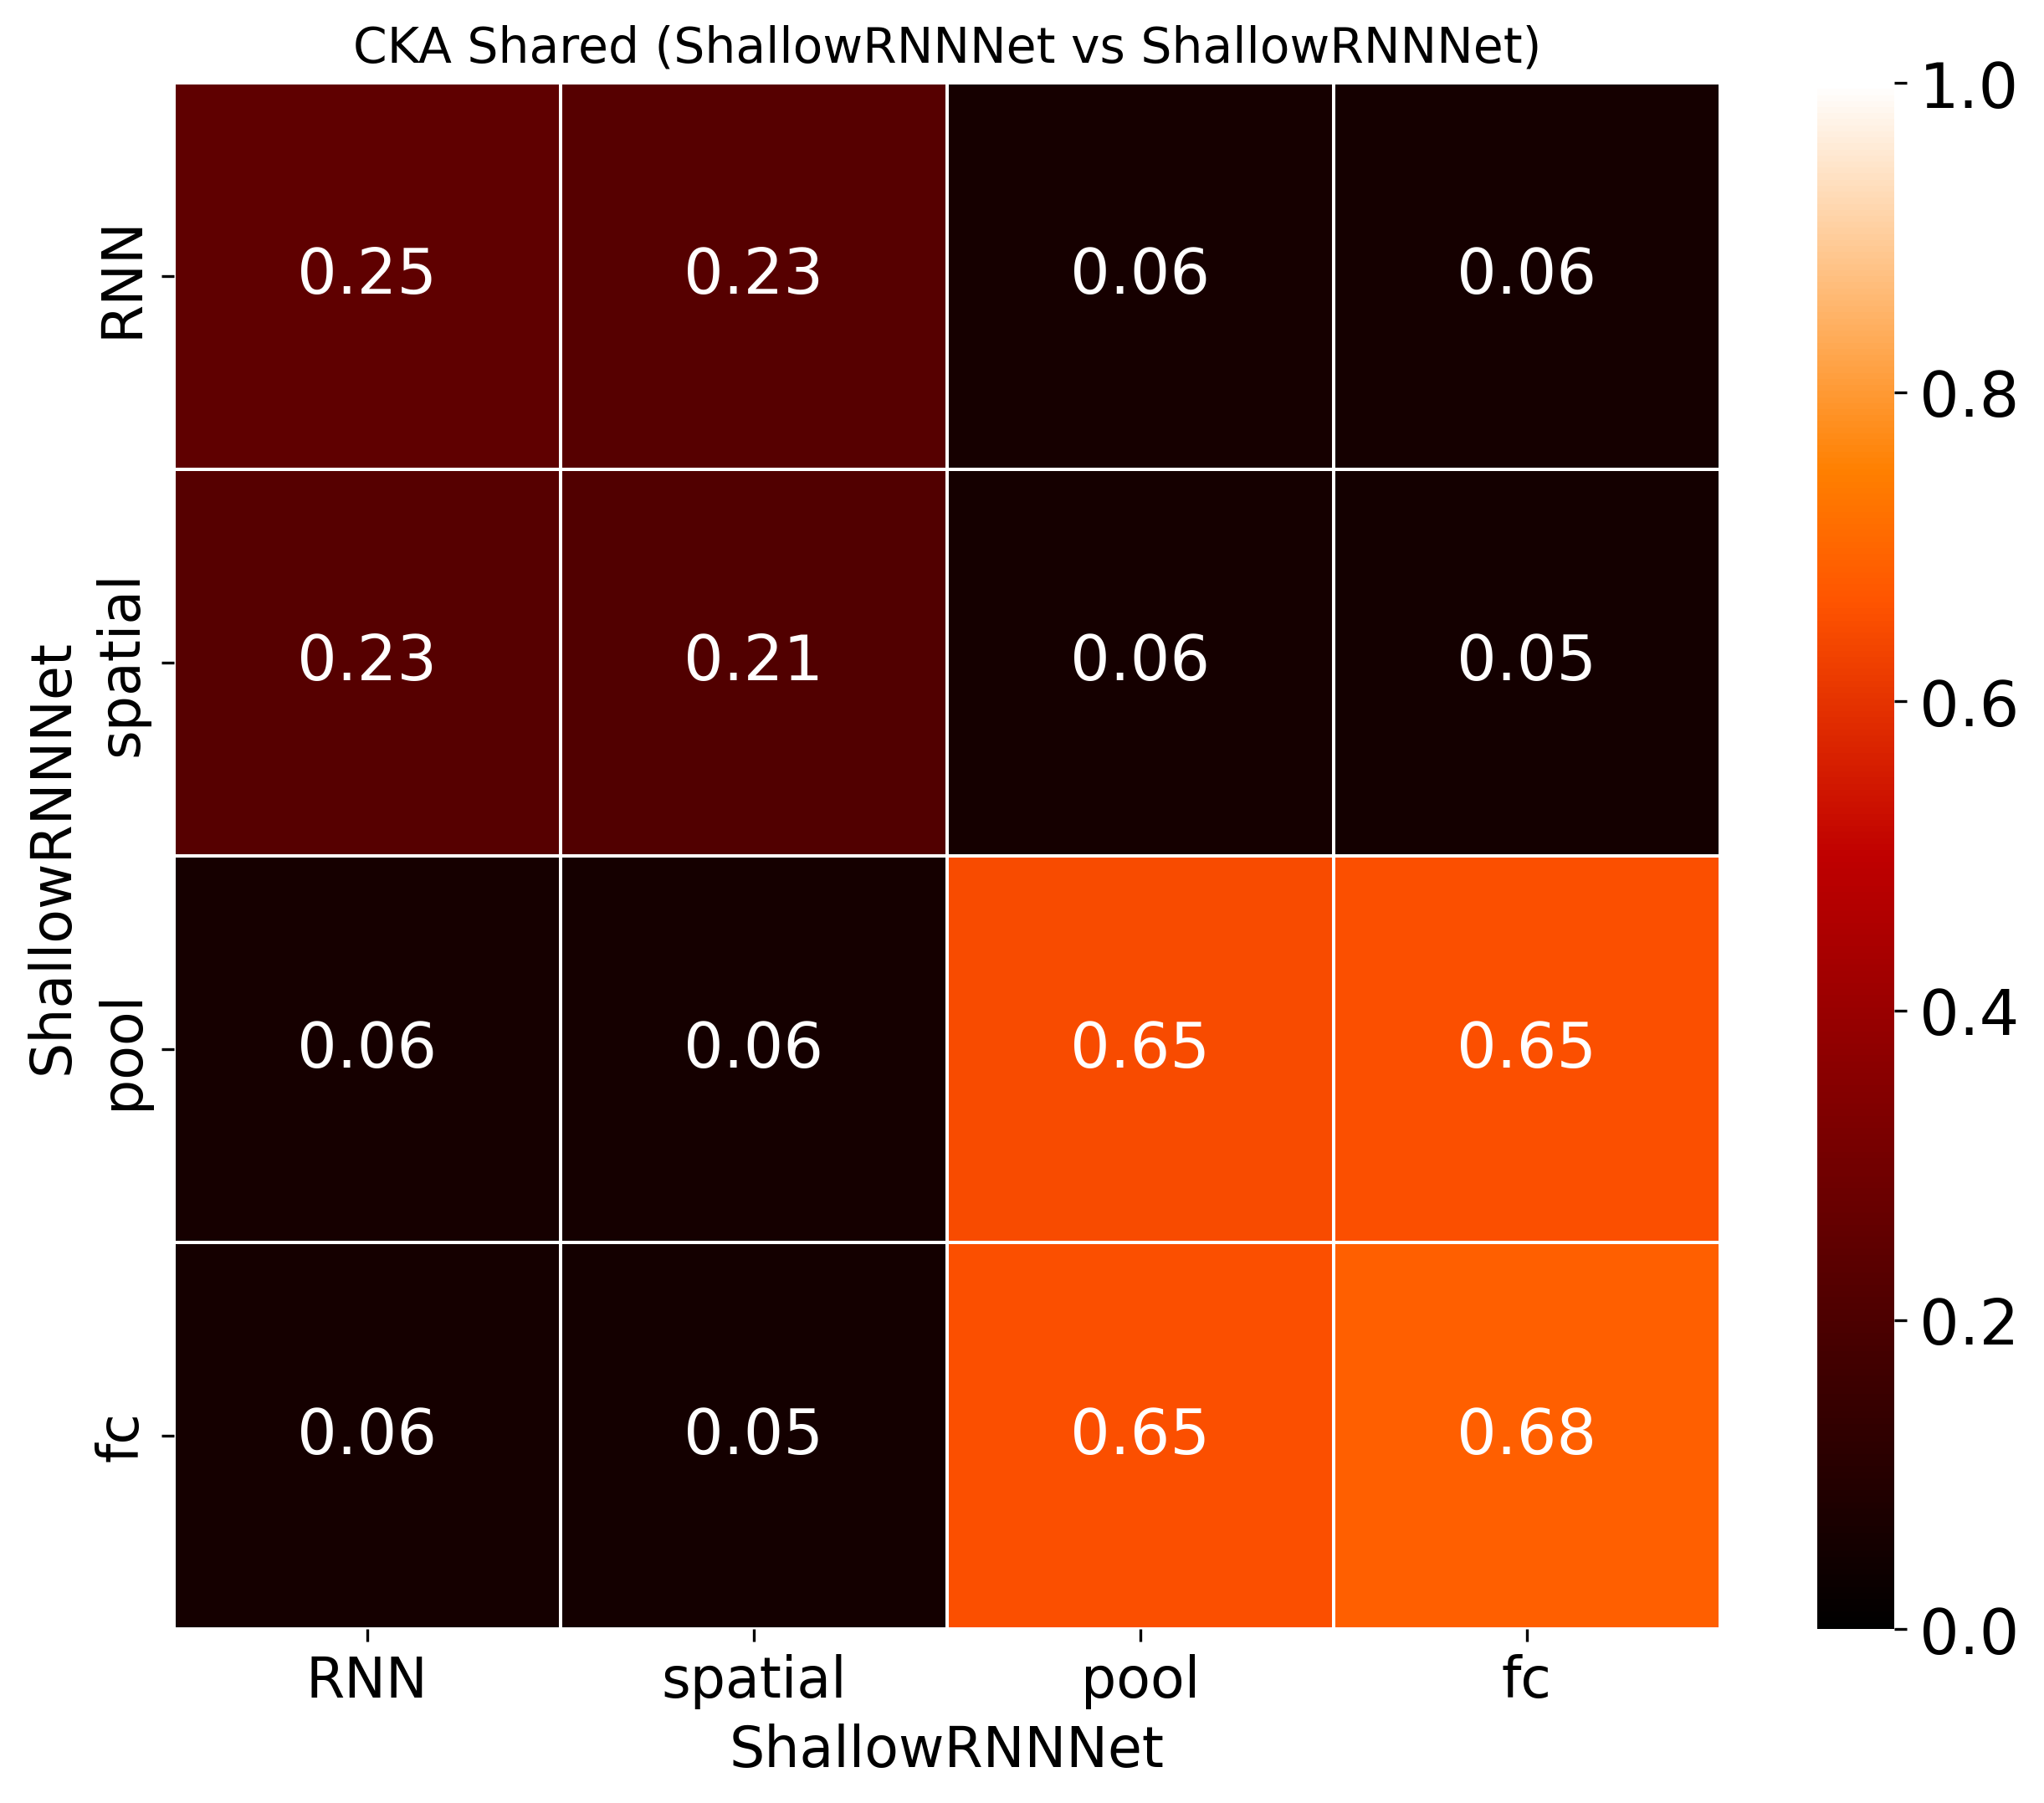 CKA Shared (ShallowRNNNet vs ShallowRNNNet)
ShallowRNNNet
RNN 0.25 0.23 0.06 0.06
spatial 0.23 0.21 0.06 0.05
pool 0.06 0.06 0.65 0.65
fc 0.06 0.05 0.65 0.68
RNN spatial pool fc
ShallowRNNNet
1.0
0.8
0.6
0.4
0.2
0.0